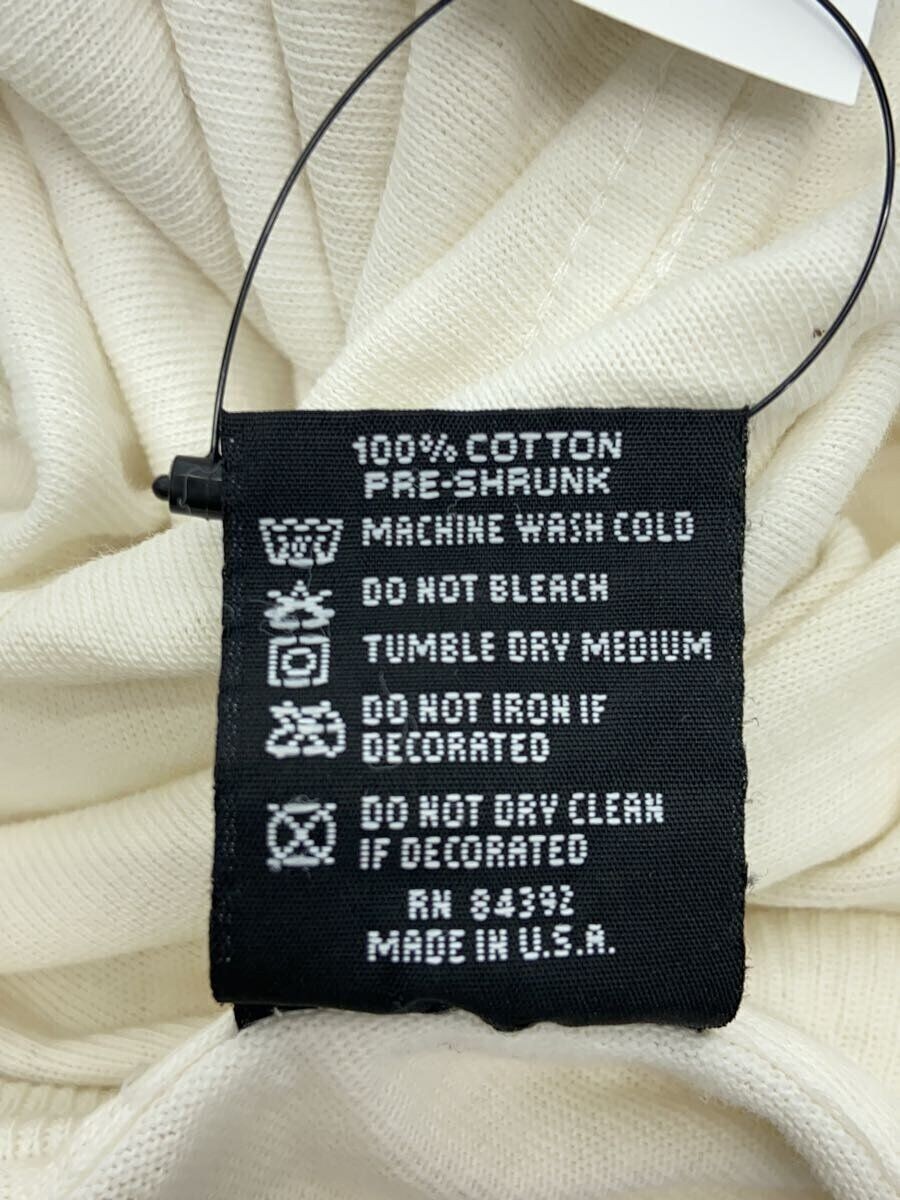 100% COTTON
PRE-SHRUNK
MACHINE WASH COLD
DO NOT BLEACH
TUMBLE DRY MEDIUM
DO NOT IRON IF
DECORATED
DO NOT DRY CLEAN
IF DECORATED
RN 84392
MADE IN U.S.A.